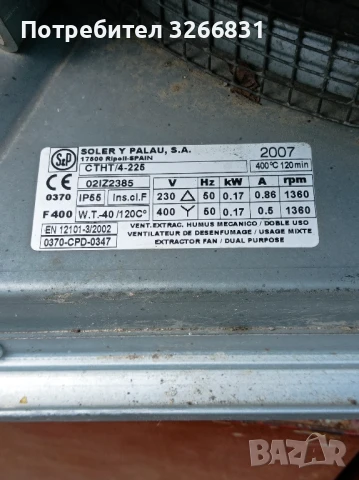 Потребител 3266831
S&P
SOLER Y PALAU, S.A.
17500 Ripoll-SPAIN
2007
CTHT/4-225
400°C 120min
CE
02IZ2385 V Hz kW A rpm
0370 IP55 Ins.cl.F 230 △ 50 0.17 0.86 1360
F400 W.T.-40/120C° 400 Y 50 0.17 0.5 1360
EN 12101-3/2002
0370-CPD-0347
VENT.EXTRAC. HUMUS MECANICO / DOBLE USO
VENTILATEUR DE DESENFUMAGE / USAGE MIXTE
EXTRACTOR FAN / DUAL USE
BAZAR